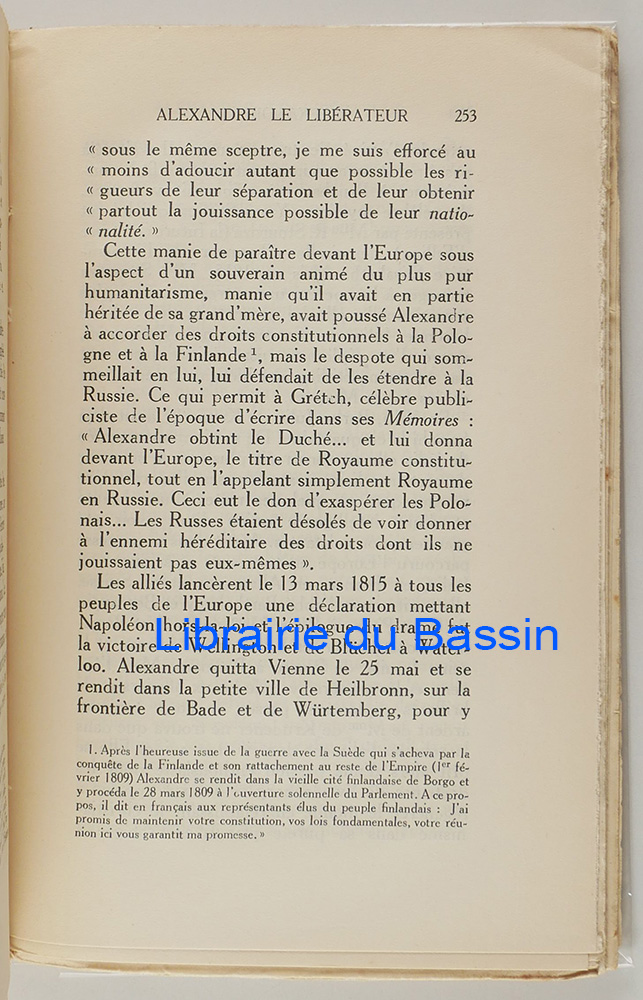 ALEXANDRE LE LIBÉRATEUR 253
« sous le même sceptre, je me suis efforcé au
« moins d'adoucir autant que possible les ri-
« gueurs de leur séparation et de leur obtenir
« partout la jouissance possible de leur natio-
« nalité. »
Cette manie de paraître devant l'Europe sous
l'aspect d'un souverain animé du plus pur
humanitarisme, manie qu'il avait en partie
héritée de sa grand'mère, avait poussé Alexandre
à accorder des droits constitutionnels à la Polo-
gne et à la Finlande 1, mais le despote qui som-
meillait en lui, lui défendait de les étendre à la
Russie. Ce qui permit à Grétch, célèbre publi-
ciste de l'époque d'écrire dans ses Mémoires :
« Alexandre obtint le Duché... et lui donna
devant l'Europe, le titre de Royaume constitu-
tionnel, tout en l'appelant simplement Royaume
en Russie. Ceci eut le don d'exaspérer les Polo-
nais... Les Russes étaient désolés de voir donner
à l'ennemi héréditaire des droits dont ils ne
jouissaient pas eux-mêmes ».
Les alliés lancèrent le 13 mars 1815 à tous les
peuples de l'Europe une déclaration mettant
Napoléon hors la loi et l'épilogue du drame fut
la victoire de Wellington et de Blücher à Water-
loo. Alexandre quitta Vienne le 25 mai et se
rendit dans la petite ville de Heilbronn, sur la
frontière de Bade et de Würtemberg, pour y
1. Après l'heureuse issue de la guerre avec la Suède qui s'acheva par la
conquête de la Finlande et son rattachement au reste de l'Empire (1er fé-
vrier 1809) Alexandre se rendit dans la vieille cité finlandaise de Borgo et
y procéda le 28 mars 1809 à l'ouverture solennelle du Parlement. A ce pro-
pos, il dit en français aux représentants élus du peuple finlandais : J'ai
promis de maintenir votre constitution, vos lois fondamentales, votre réu-
nion ici vous garantit ma promesse. »
Librairie du Bassin